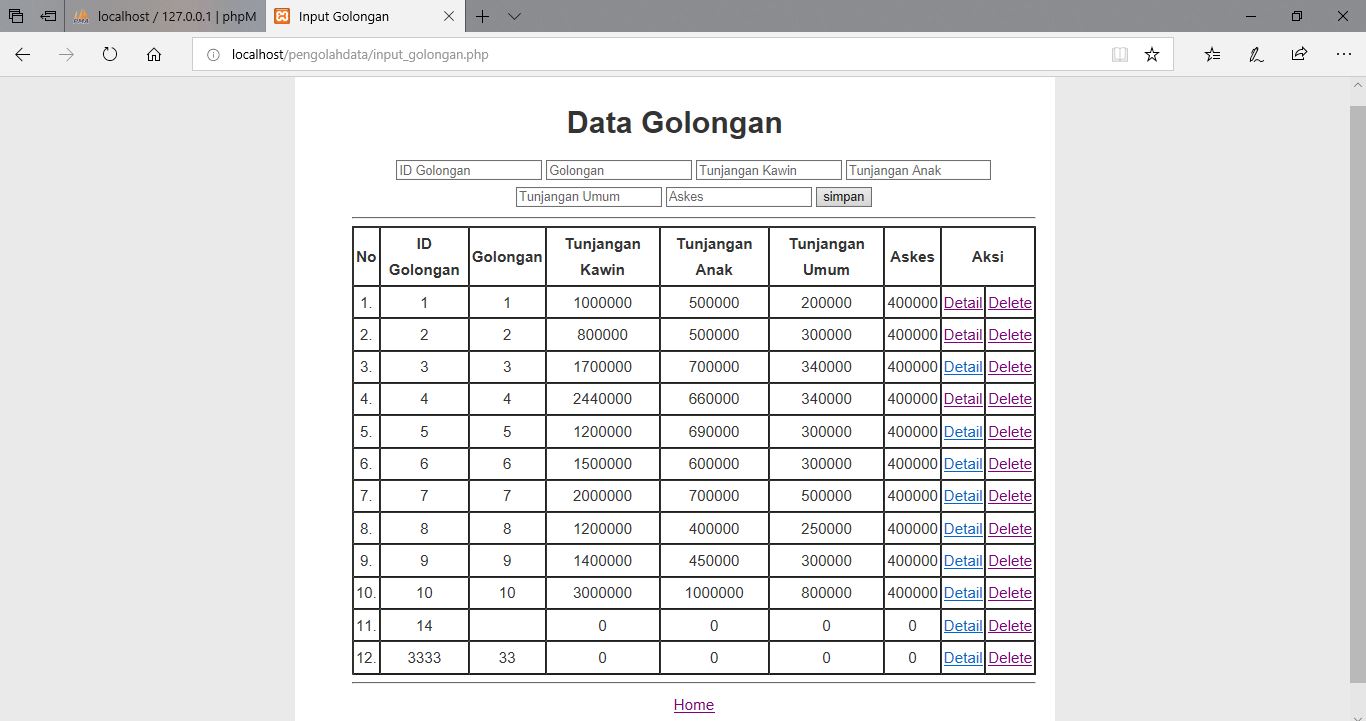 localhost / 127.0.0.1 | phpM
Input Golongan
localhost/pengolahdata/input_golongan.php
Data Golongan
ID Golongan Golongan Tunjangan Kawin Tunjangan Anak
Tunjangan Umum Askes simpan
No ID Golongan Golongan Tunjangan Kawin Tunjangan Anak Tunjangan Umum Askes Aksi
1. 1 1 1000000 500000 200000 400000 Detail Delete
2. 2 2 800000 500000 300000 400000 Detail Delete
3. 3 3 1700000 700000 340000 400000 Detail Delete
4. 4 4 2440000 660000 340000 400000 Detail Delete
5. 5 5 1200000 690000 300000 400000 Detail Delete
6. 6 6 1500000 600000 300000 400000 Detail Delete
7. 7 7 2000000 700000 500000 400000 Detail Delete
8. 8 8 1200000 400000 250000 400000 Detail Delete
9. 9 9 1400000 450000 300000 400000 Detail Delete
10. 10 10 3000000 1000000 800000 400000 Detail Delete
11. 14 0 0 0 0 Detail Delete
12. 3333 33 0 0 0 0 Detail Delete
Home